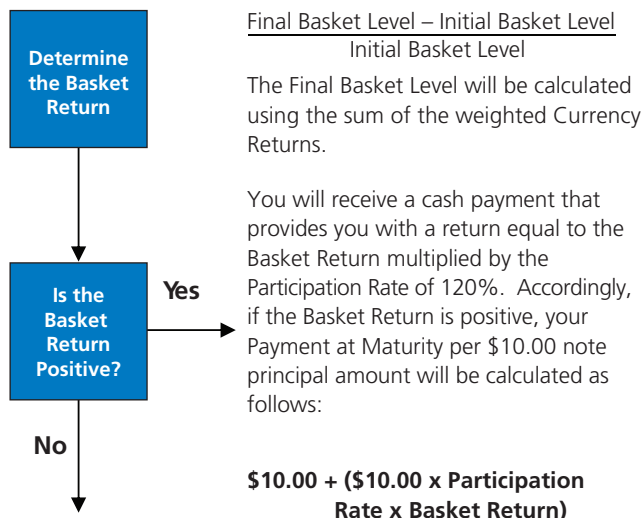 Determine
the Basket
Return
Final Basket Level – Initial Basket Level
Initial Basket Level
The Final Basket Level will be calculated
using the sum of the weighted Currency
Returns.
Is the
Basket
Return
Positive?
Yes
You will receive a cash payment that
provides you with a return equal to the
Basket Return multiplied by the
Participation Rate of 120%.  Accordingly,
if the Basket Return is positive, your
Payment at Maturity per $10.00 note
principal amount will be calculated as
follows:
$10.00 + ($10.00 x Participation
Rate x Basket Return)
No